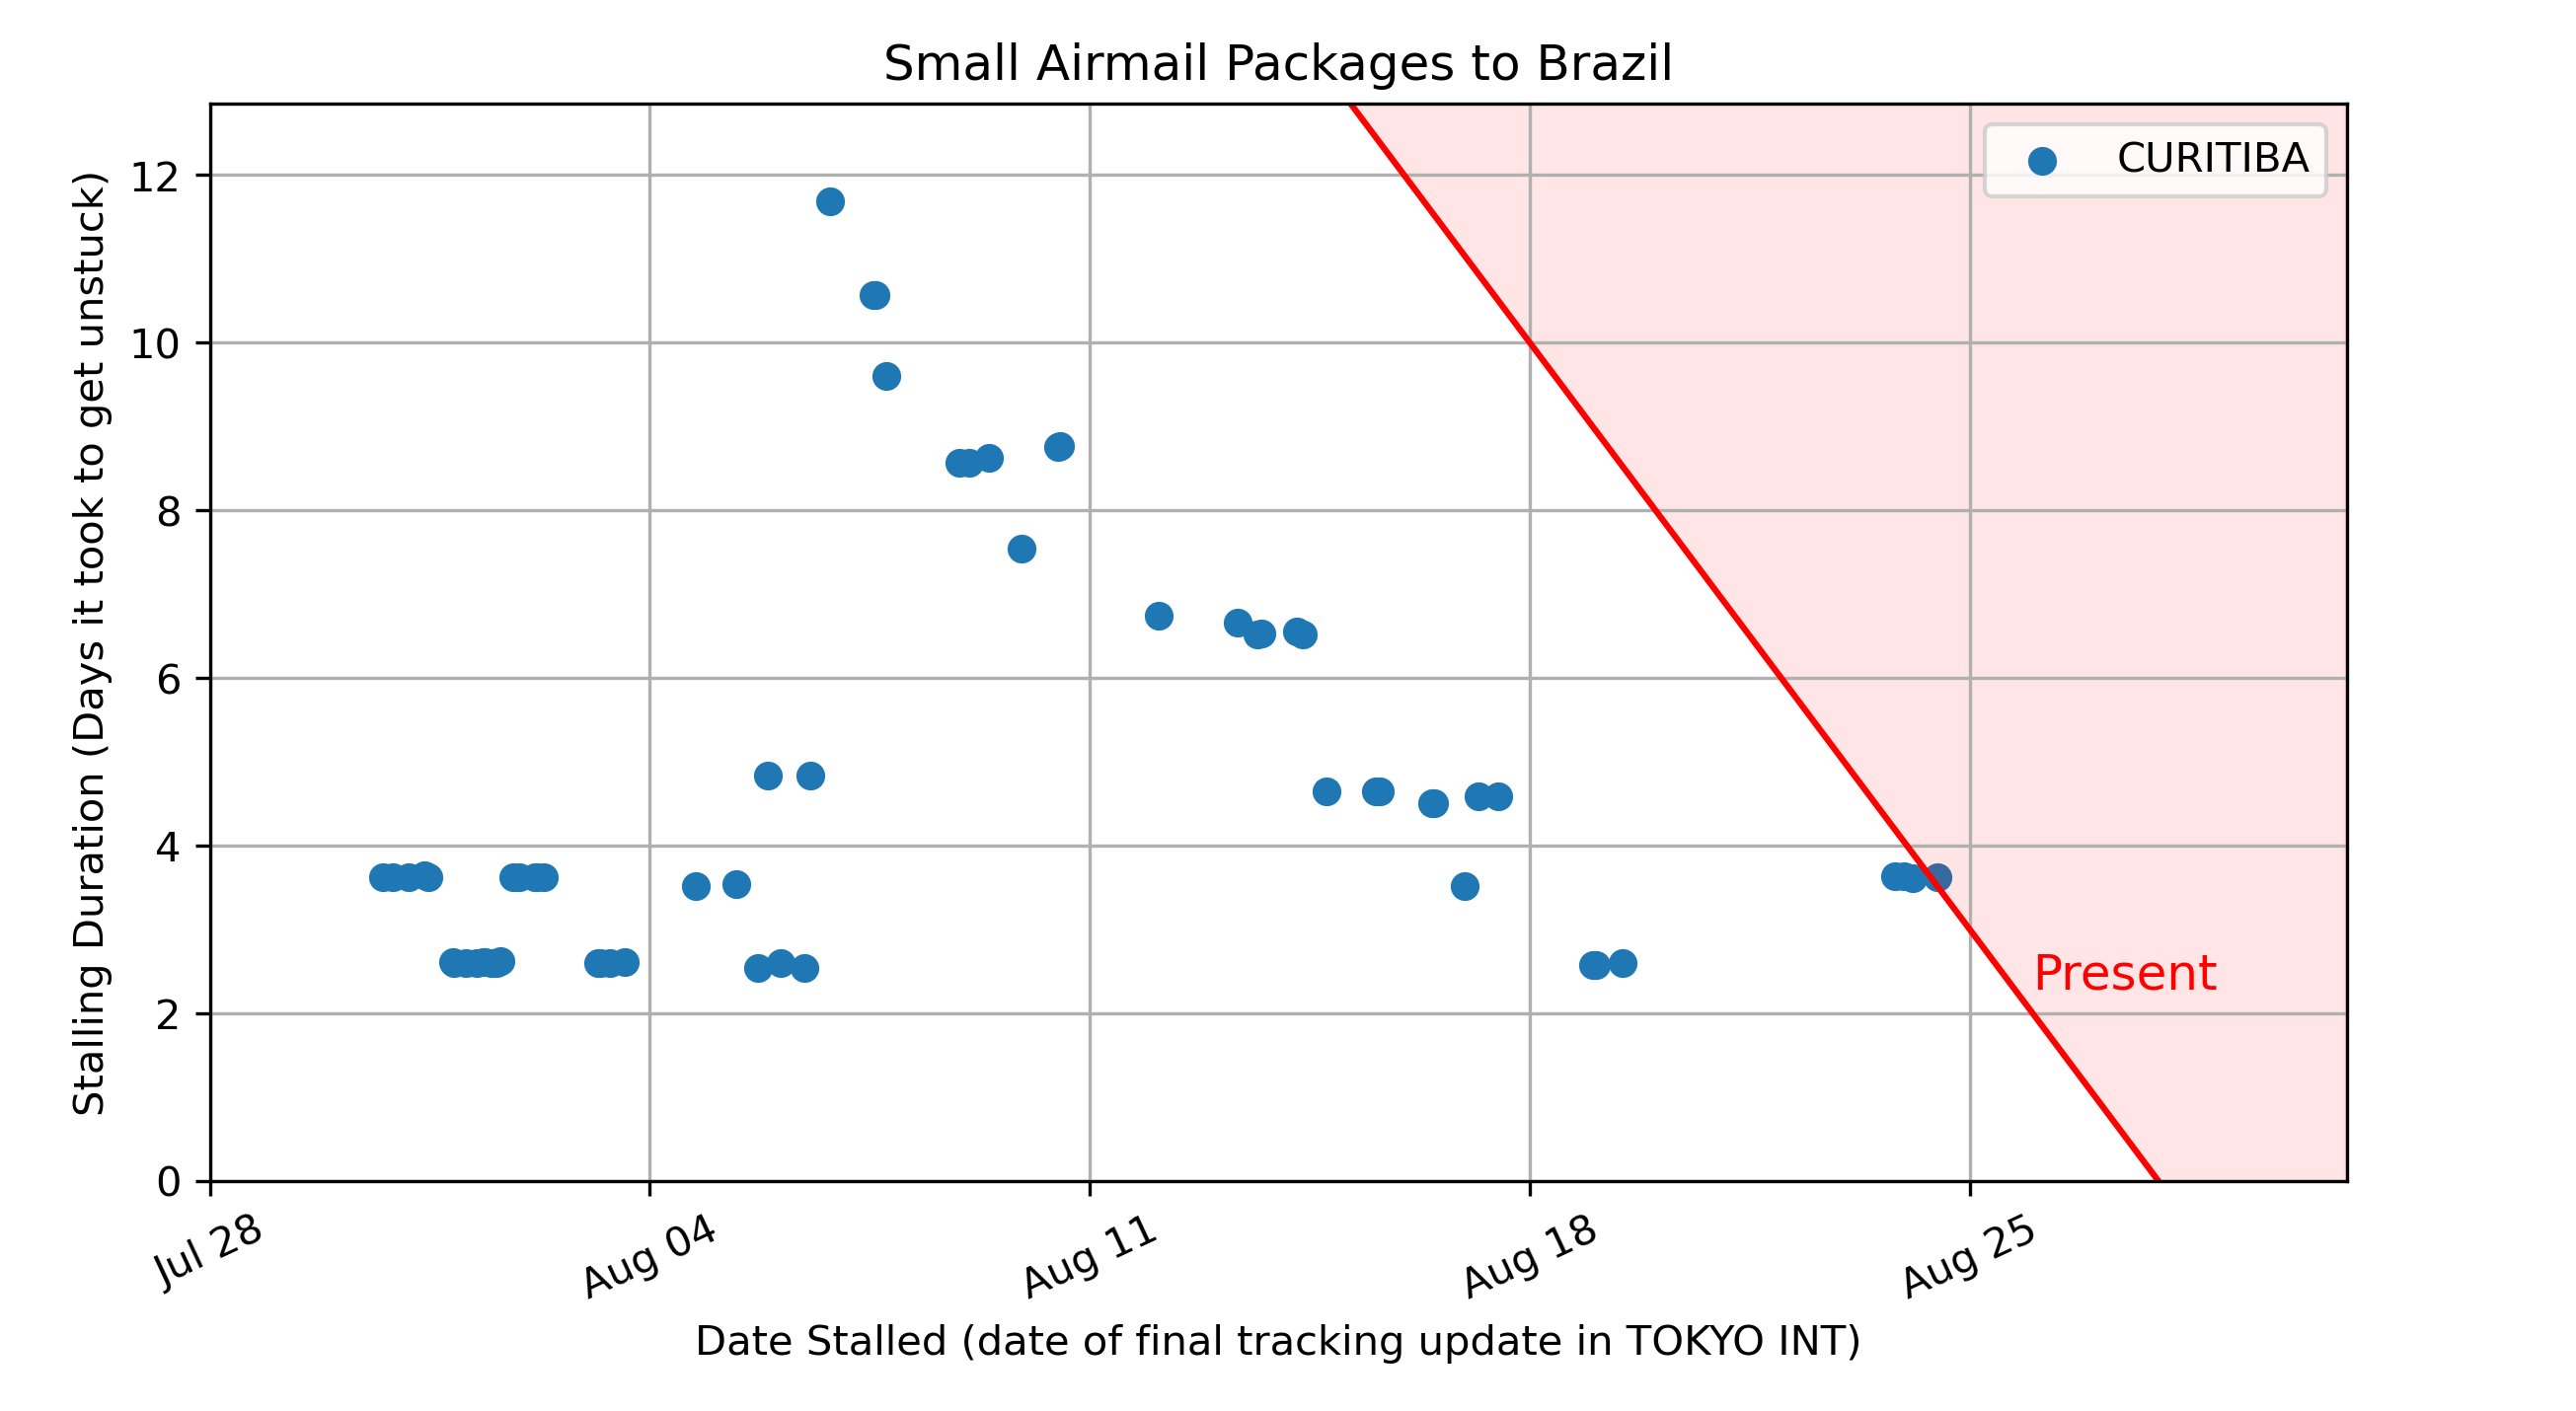 Small Airmail Packages to Brazil
CURITIBA
Stalling Duration (Days it took to get unstuck)
12
10
8
6
4
2
0
Present
Jul 28
Aug 04
Aug 11
Aug 18
Aug 25
Date Stalled (date of final tracking update in TOKYO INT)